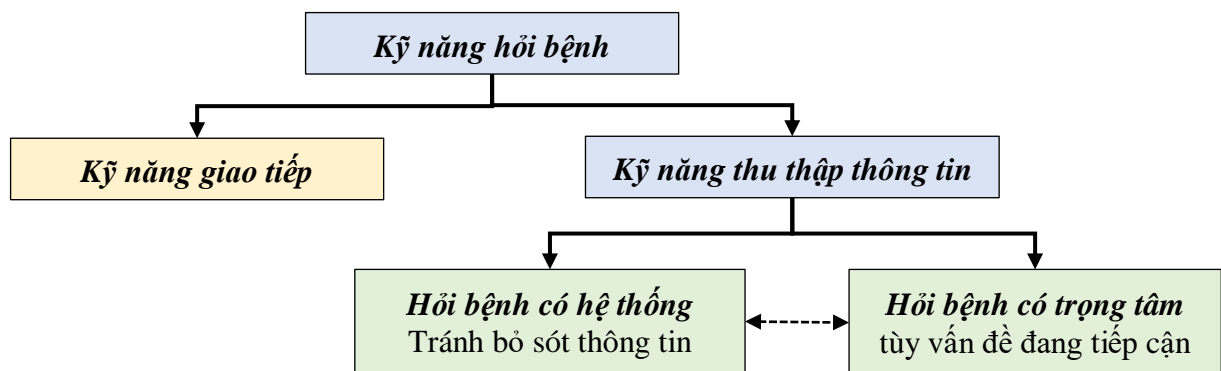 Kỹ năng hỏi bệnh
Kỹ năng giao tiếp
Kỹ năng thu thập thông tin
Hỏi bệnh có hệ thống
Tránh bỏ sót thông tin
Hỏi bệnh có trọng tâm
tùy vấn đề đang tiếp cận